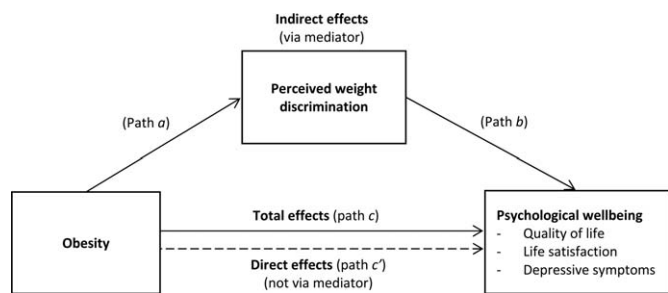 Indirect effects
(via mediator)
Perceived weight
discrimination
(Path a)
(Path b)
Obesity
Total effects (path c)
Direct effects (path c’)
(not via mediator)
Psychological wellbeing
- Quality of life
- Life satisfaction
- Depressive symptoms